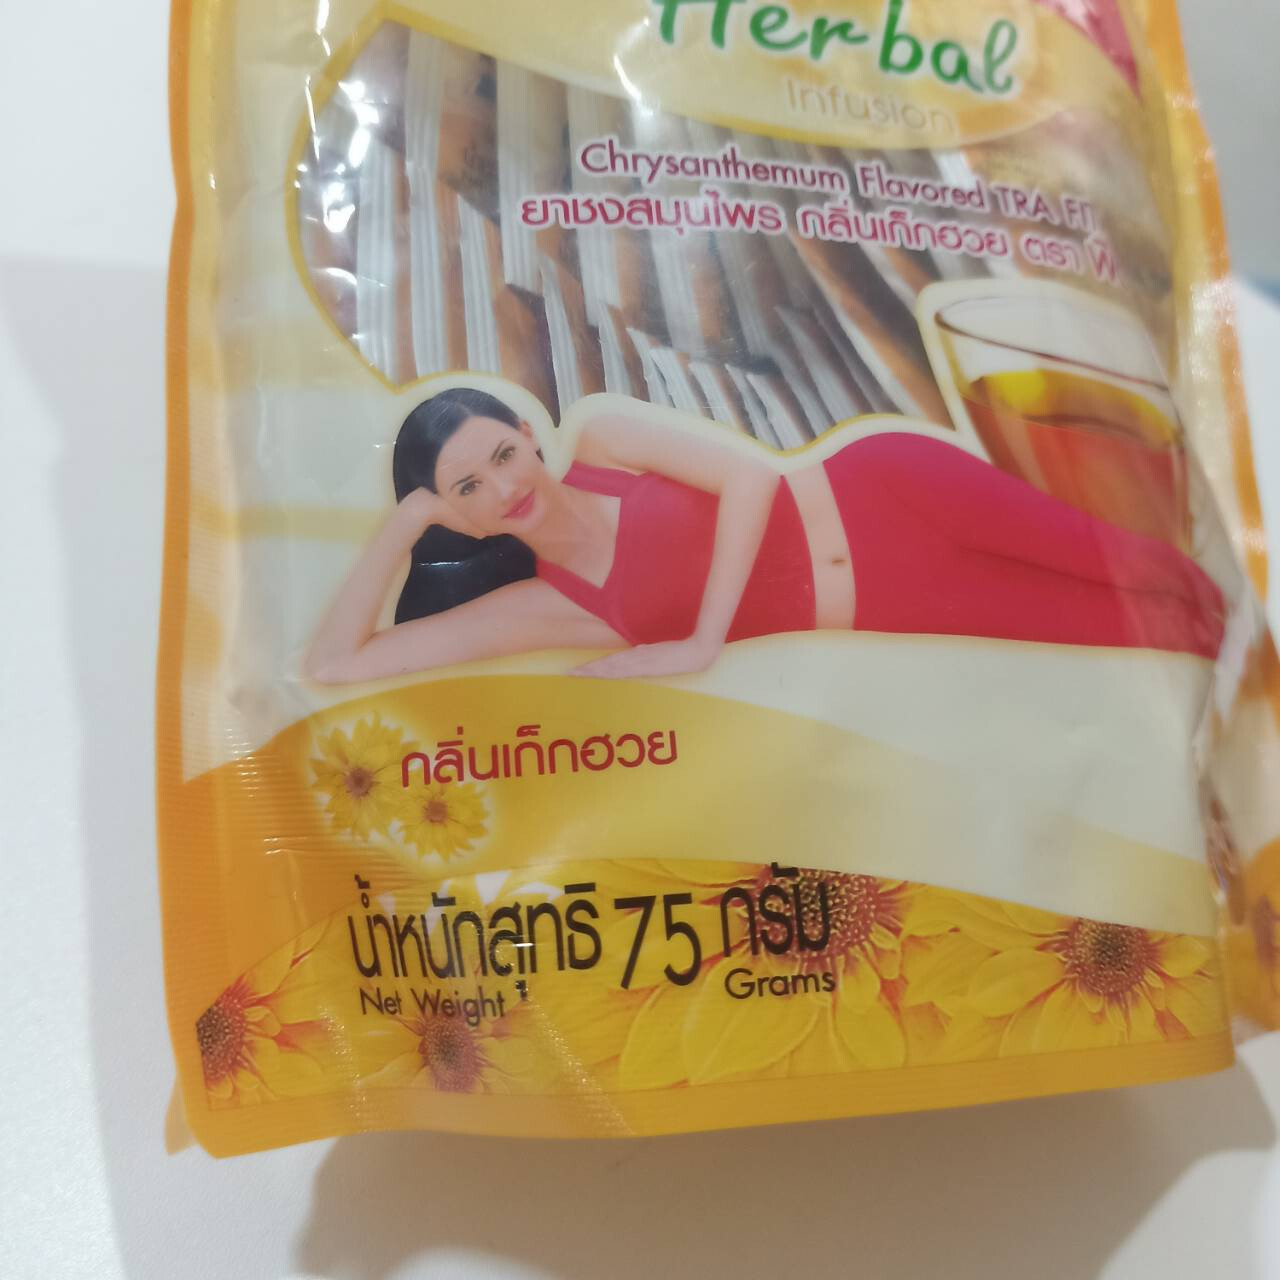 Herbal
Infusion
Chrysanthemum Flavored TRA FIT
ยาชงสมุนไพร กลิ่นเก็กฮวย ตรา
กลิ่นเก็กฮวย
น้ำหนักสุทธิ 75 กรัม
Net Weight Grams